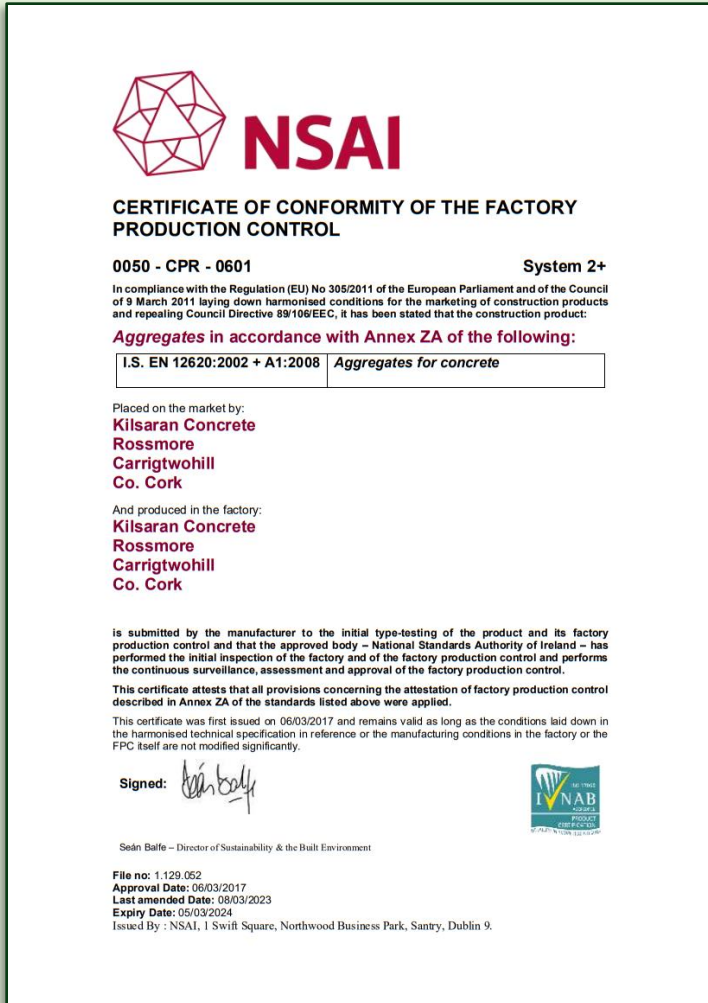 NSAI
CERTIFICATE OF CONFORMITY OF THE FACTORY
PRODUCTION CONTROL
0050 - CPR - 0601 System 2+
In compliance with the Regulation (EU) No 305/2011 of the European Parliament and of the Council
of 9 March 2011 laying down harmonised conditions for the marketing of construction products
and repealing Council Directive 89/106/EEC, it has been stated that the construction product:
Aggregates in accordance with Annex ZA of the following:
I.S. EN 12620:2002 + A1:2008 Aggregates for concrete
Placed on the market by:
Kilsaran Concrete
Rossmore
Carrigtwohill
Co. Cork
And produced in the factory:
Kilsaran Concrete
Rossmore
Carrigtwohill
Co. Cork
is submitted by the manufacturer to the initial type-testing of the product and its factory
production control and that the approved body – National Standards Authority of Ireland – has
performed the initial inspection of the factory and of the factory production control and performs
the continuous surveillance, assessment and approval of the factory production control.
This certificate attests that all provisions concerning the attestation of factory production control
described in Annex ZA of the standards listed above were applied.
This certificate was first issued on 06/03/2017 and remains valid as long as the conditions laid down in
the harmonised technical specification in reference or the manufacturing conditions in the factory or the
FPC itself are not modified significantly.
Signed: Seán Balfe
INAB
PRODUCT
CERTIFICATION
Seán Balfe – Director of Sustainability & the Built Environment
File no: 1.129.052
Approval Date: 06/03/2017
Last amended Date: 08/03/2023
Expiry Date: 05/03/2024
Issued By : NSAI, 1 Swift Square, Northwood Business Park, Santry, Dublin 9.